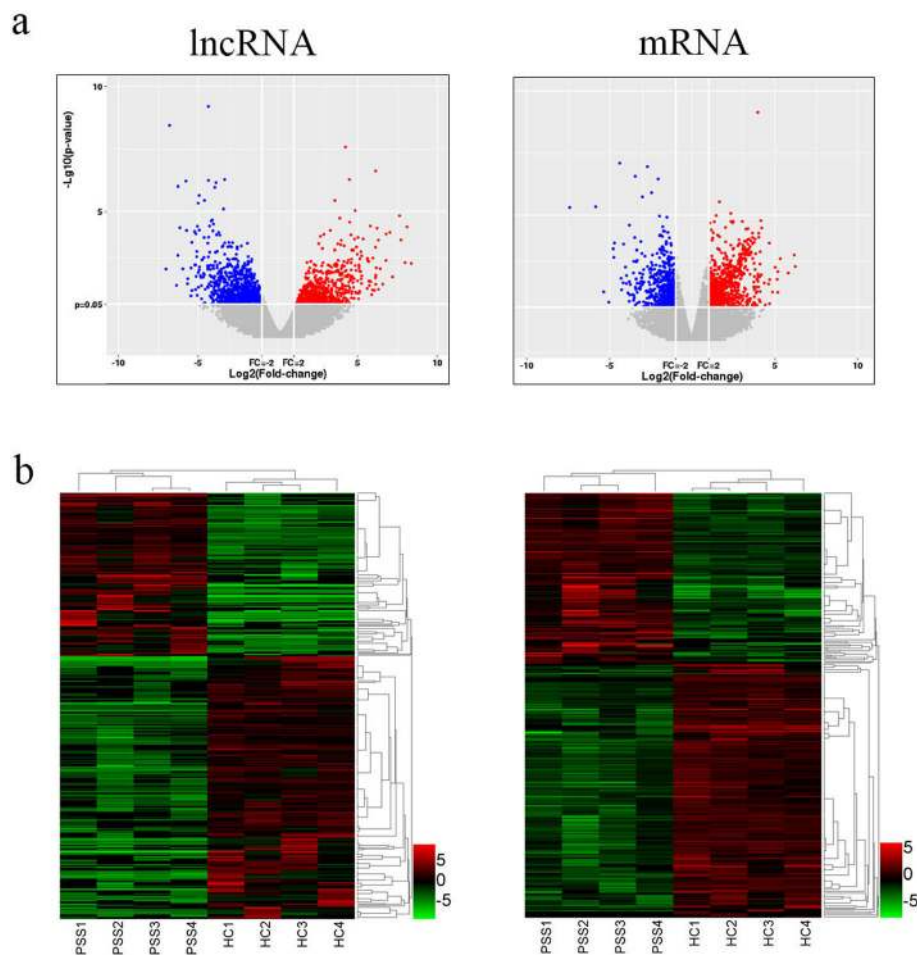 a
lncRNA
mRNA
10
-Lg10(p-value)
5
p=0.05
-10
-5
FC=-2
FC=2
5
10
Log2(Fold-change)
-10
-5
FC=-2
FC=2
5
10
Log2(Fold-change)
b
5
0
-5
PSS1
PSS2
PSS3
PSS4
HC1
HC2
HC3
HC4
5
0
-5
PSS1
PSS2
PSS3
PSS4
HC1
HC2
HC3
HC4